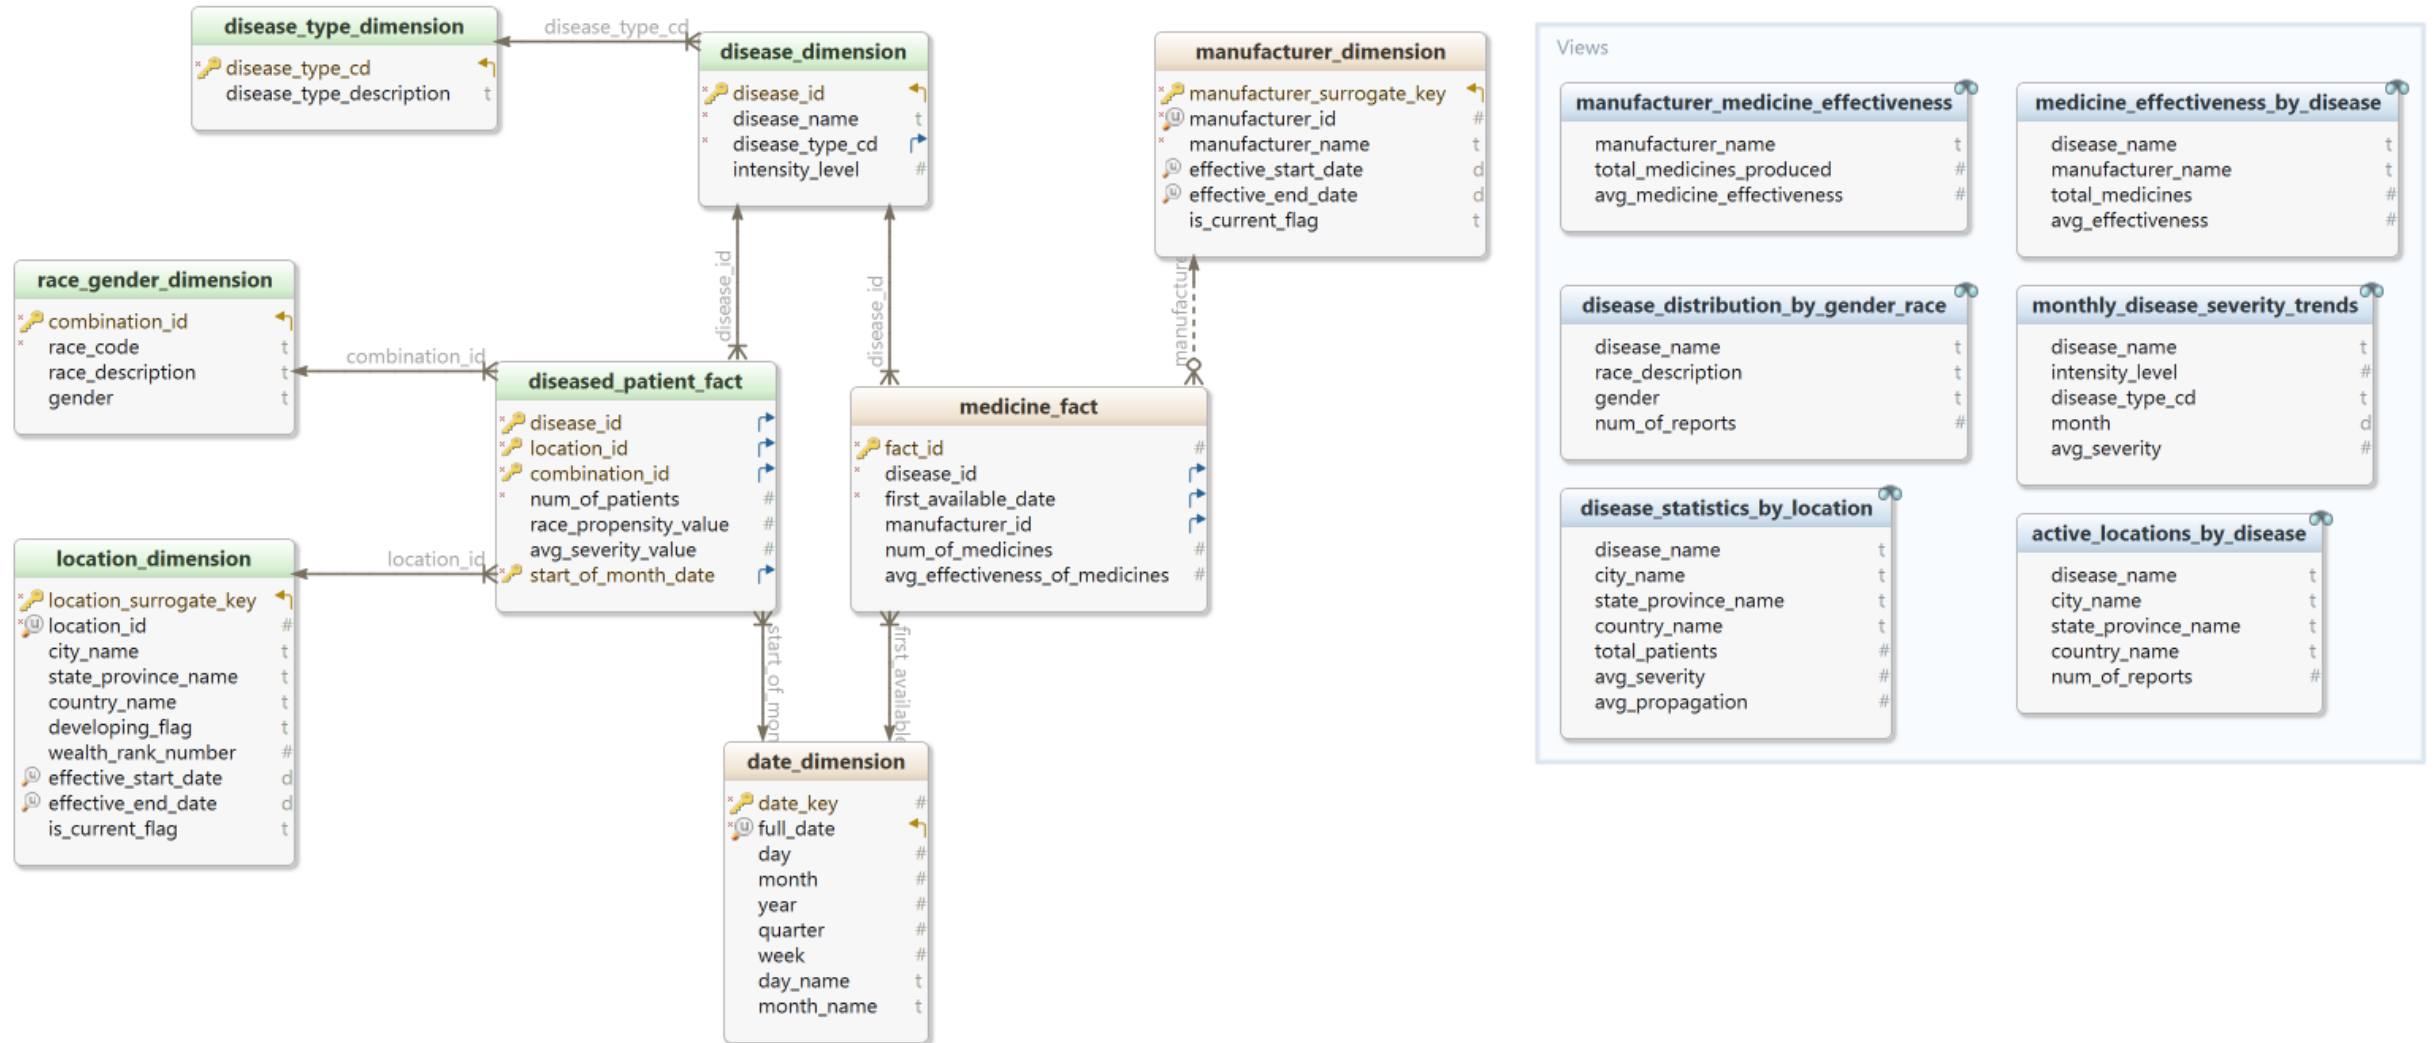 disease_type_dimension
disease_type_cd
disease_type_description t
disease_type_cd
disease_dimension
disease_id
disease_name t
disease_type_cd
intensity_level #
manufacturer_dimension
manufacturer_surrogate_key
manufacturer_id #
manufacturer_name t
effective_start_date d
effective_end_date d
is_current_flag t
race_gender_dimension
combination_id
race_code t
race_description t
gender t
combination_id
disease_id
disease_id
manufacture
diseased_patient_fact
disease_id
location_id
combination_id
num_of_patients #
race_propensity_value #
avg_severity_value #
start_of_month_date
medicine_fact
fact_id #
disease_id
first_available_date
manufacturer_id
num_of_medicines #
avg_effectiveness_of_medicines #
location_dimension
location_surrogate_key
location_id #
city_name t
state_province_name t
country_name t
developing_flag t
wealth_rank_number #
effective_start_date d
effective_end_date d
is_current_flag t
location_id
start_of_mon
first_available
date_dimension
date_key #
full_date
day #
month #
year #
quarter #
week #
day_name t
month_name t
Views
manufacturer_medicine_effectiveness
manufacturer_name t
total_medicines_produced #
avg_medicine_effectiveness #
medicine_effectiveness_by_disease
disease_name t
manufacturer_name t
total_medicines #
avg_effectiveness #
disease_distribution_by_gender_race
disease_name t
race_description t
gender t
num_of_reports #
monthly_disease_severity_trends
disease_name t
intensity_level #
disease_type_cd t
month d
avg_severity #
disease_statistics_by_location
disease_name t
city_name t
state_province_name t
country_name t
total_patients #
avg_severity #
avg_propagation #
active_locations_by_disease
disease_name t
city_name t
state_province_name t
country_name t
num_of_reports #